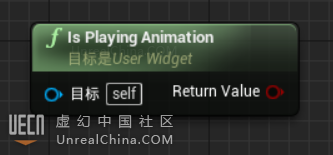 f Is Playing Animation
目标是User Widget
目标 self Return Value
UECN 虚幻中国社区
UnrealChina.COM